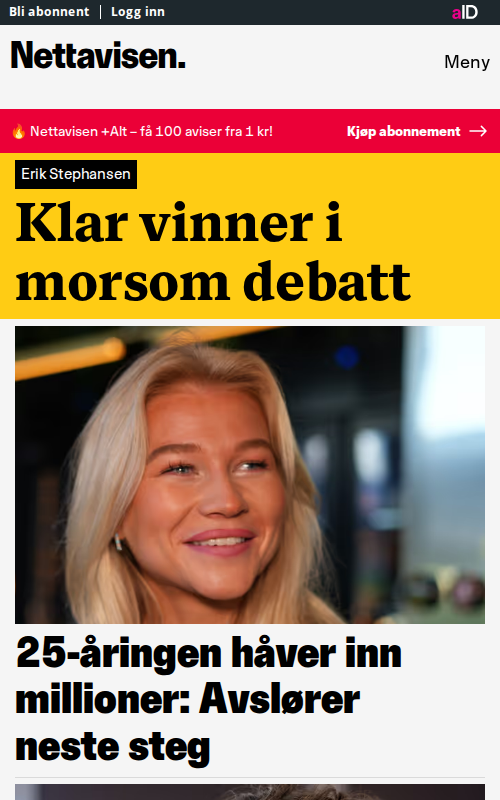 Bli abonnent | Logg inn
aID
Nettavisen.
Meny
🔥 Nettavisen +Alt – få 100 aviser fra 1 kr!
Kjøp abonnement →
Erik Stephansen
Klar vinner i
morsom debatt
25-åringen håver inn
millioner: Avslører
neste steg